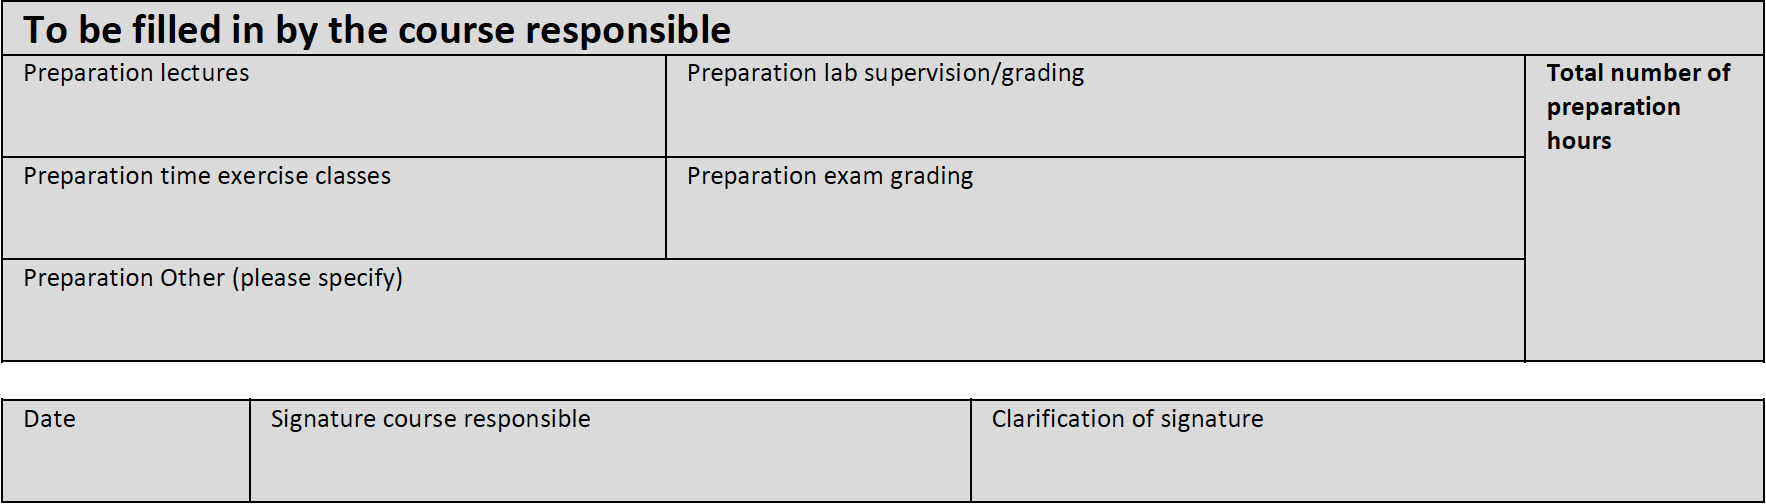 To be filled in by the course responsible
Preparation lectures
Preparation lab supervision/grading
Total number of
preparation
hours
Preparation time exercise classes
Preparation exam grading
Preparation Other (please specify)
Date
Signature course responsible
Clarification of signature